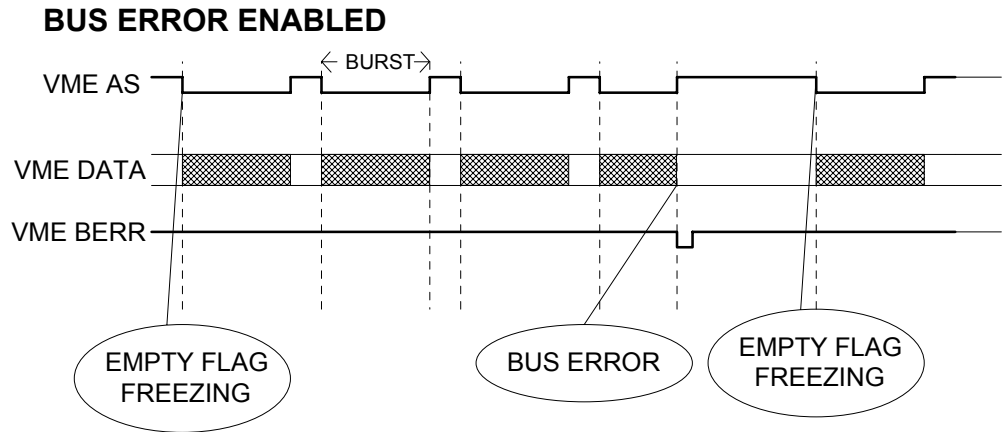 BUS ERROR ENABLED
BURST
VME AS
VME DATA
VME BERR
EMPTY FLAG
FREEZING
BUS ERROR
EMPTY FLAG
FREEZING